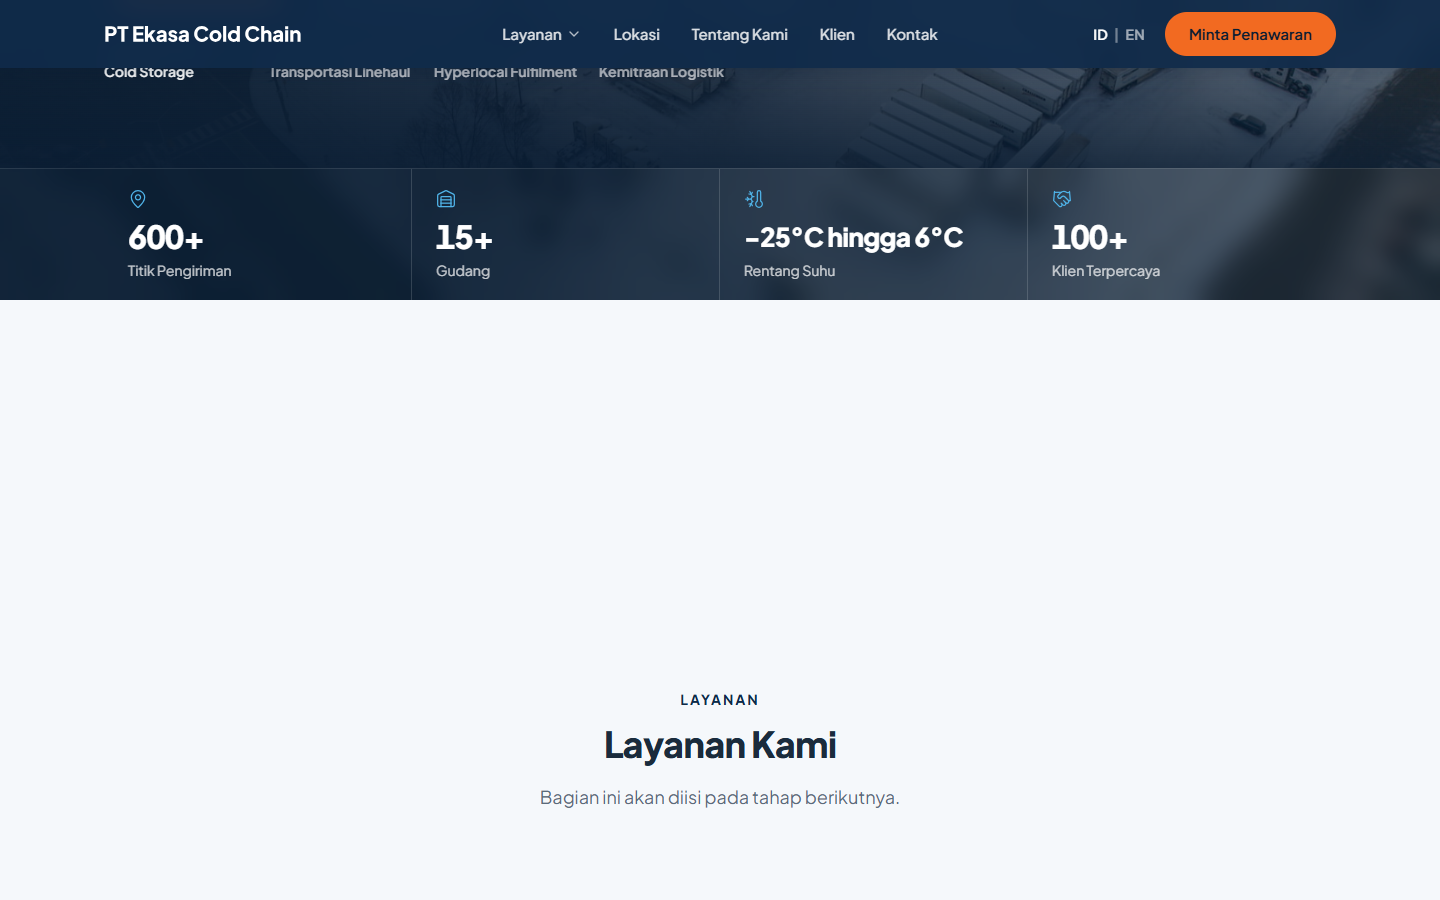 PT Ekasa Cold Chain
Layanan Lokasi Tentang Kami Klien Kontak
ID | EN
Minta Penawaran
Cold Storage Transportasi Linehaul Hyperlocal Fulfilment Kemitraan Logistik
600+
Titik Pengiriman
15+
Gudang
-25°C hingga 6°C
Rentang Suhu
100+
Klien Terpercaya
LAYANAN
Layanan Kami
Bagian ini akan diisi pada tahap berikutnya.